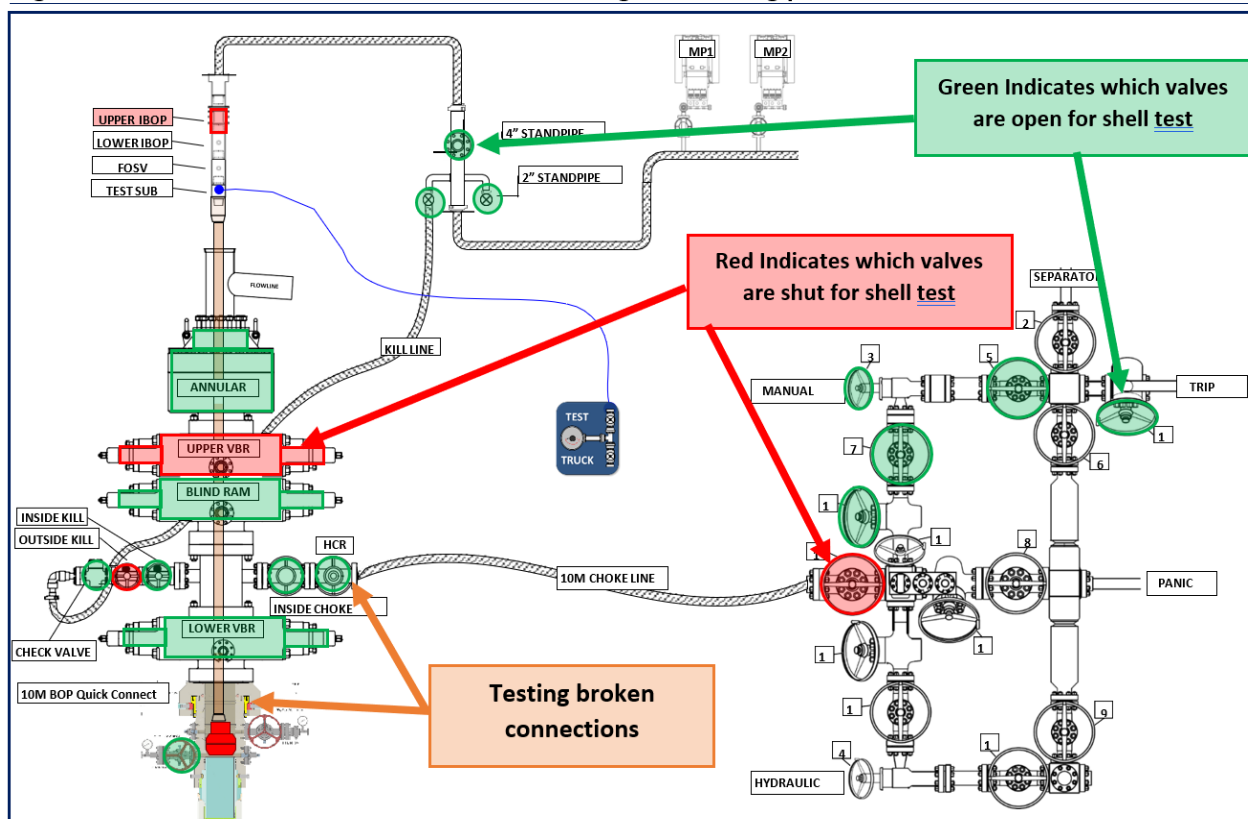 MP1
MP2
Green Indicates which valves
are open for shell test
UPPER IBOP
LOWER IBOP
FOSV
TEST SUB
4” STANDPIPE
2” STANDPIPE
Red Indicates which valves
are shut for shell test
FLOWLINE
KILL LINE
ANNULAR
UPPER VBR
BLIND RAM
TEST
TRUCK
SEPARATOR
2
3
5
MANUAL
TRIP
1
7
6
1
INSIDE KILL
OUTSIDE KILL
HCR
1
1
8
10M CHOKE LINE
PANIC
INSIDE CHOKE
LOWER VBR
CHECK VALVE
1
1
10M BOP Quick Connect
Testing broken
connections
1
9
1
4
HYDRAULIC